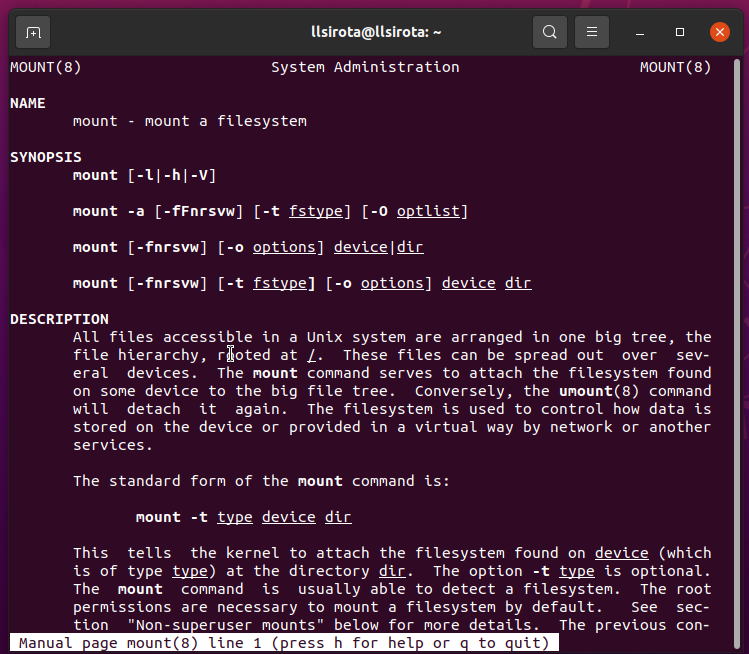 llsirota@llsirota: ~
MOUNT(8) System Administration MOUNT(8)
NAME
mount - mount a filesystem
SYNOPSIS
mount [-l|-h|-V]
mount -a [-fFnrsvw] [-t fstype] [-O optlist]
mount [-fnrsvw] [-o options] device|dir
mount [-fnrsvw] [-t fstype] [-o options] device dir
DESCRIPTION
All files accessible in a Unix system are arranged in one big tree, the
file hierarchy, rooted at /. These files can be spread out over sev-
eral devices. The mount command serves to attach the filesystem found
on some device to the big file tree. Conversely, the umount(8) command
will detach it again. The filesystem is used to control how data is
stored on the device or provided in a virtual way by network or another
services.
The standard form of the mount command is:
mount -t type device dir
This tells the kernel to attach the filesystem found on device (which
is of type type) at the directory dir. The option -t type is optional.
The mount command is usually able to detect a filesystem. The root
permissions are necessary to mount a filesystem by default. See sec-
tion "Non-superuser mounts" below for more details. The previous con-
Manual page mount(8) line 1 (press h for help or q to quit)